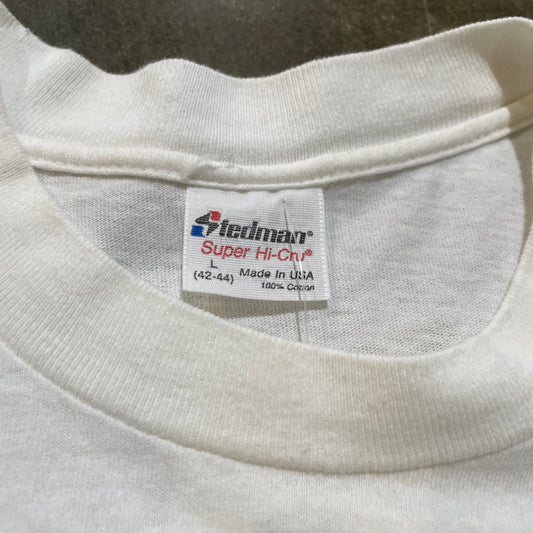 Stedman®
Super Hi-Cru®
L
(42-44) Made In USA
100% Cotton